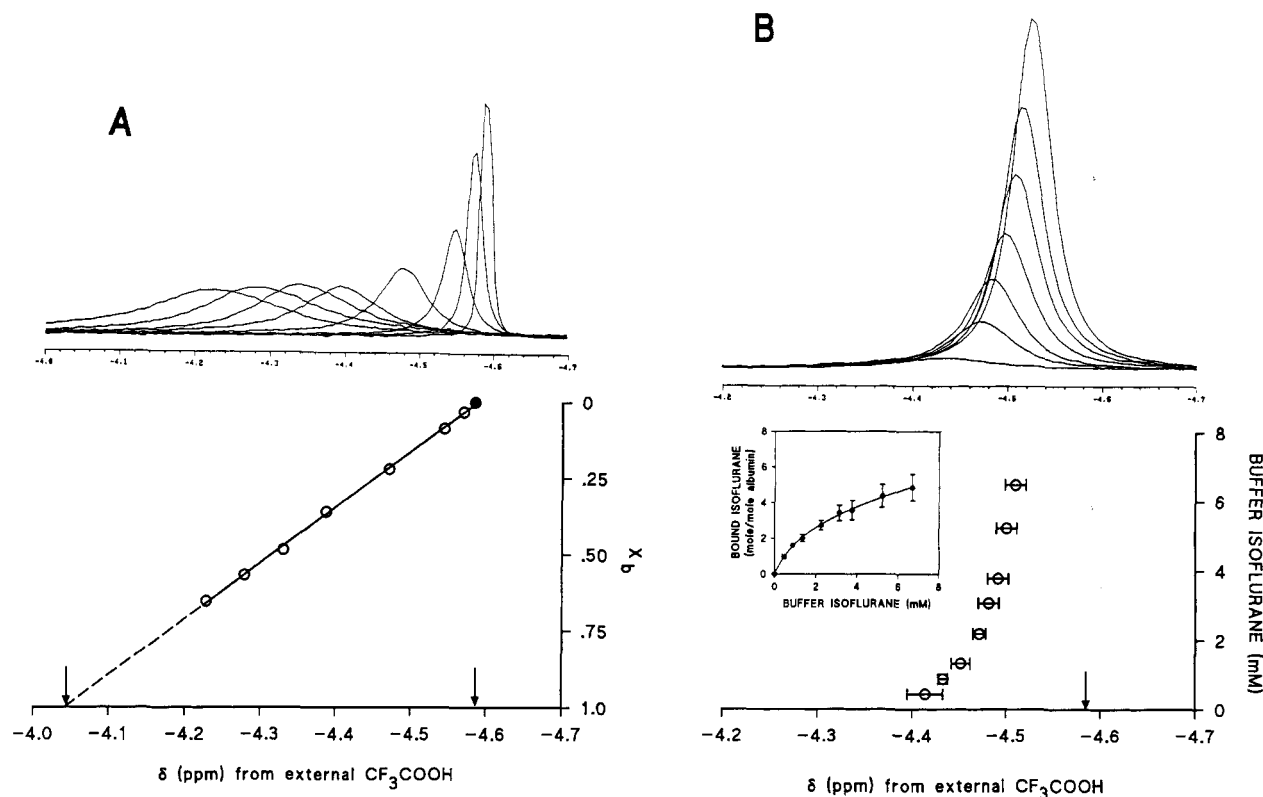 A
-4.0 -4.1 -4.2 -4.3 -4.4 -4.5 -4.6 -4.7
0
.25
.50
.75
1.0
χb
-4.0 -4.1 -4.2 -4.3 -4.4 -4.5 -4.6 -4.7
δ (ppm) from external CF3COOH
B
-4.2 -4.3 -4.4 -4.5 -4.6 -4.7
8
6
4
2
0
BUFFER ISOFLURANE (mM)
BOUND ISOFLURANE
(mole/mole albumin)
8
6
4
2
0
0 2 4 6 8
BUFFER ISOFLURANE (mM)
-4.2 -4.3 -4.4 -4.5 -4.6 -4.7
δ (ppm) from external CF3COOH